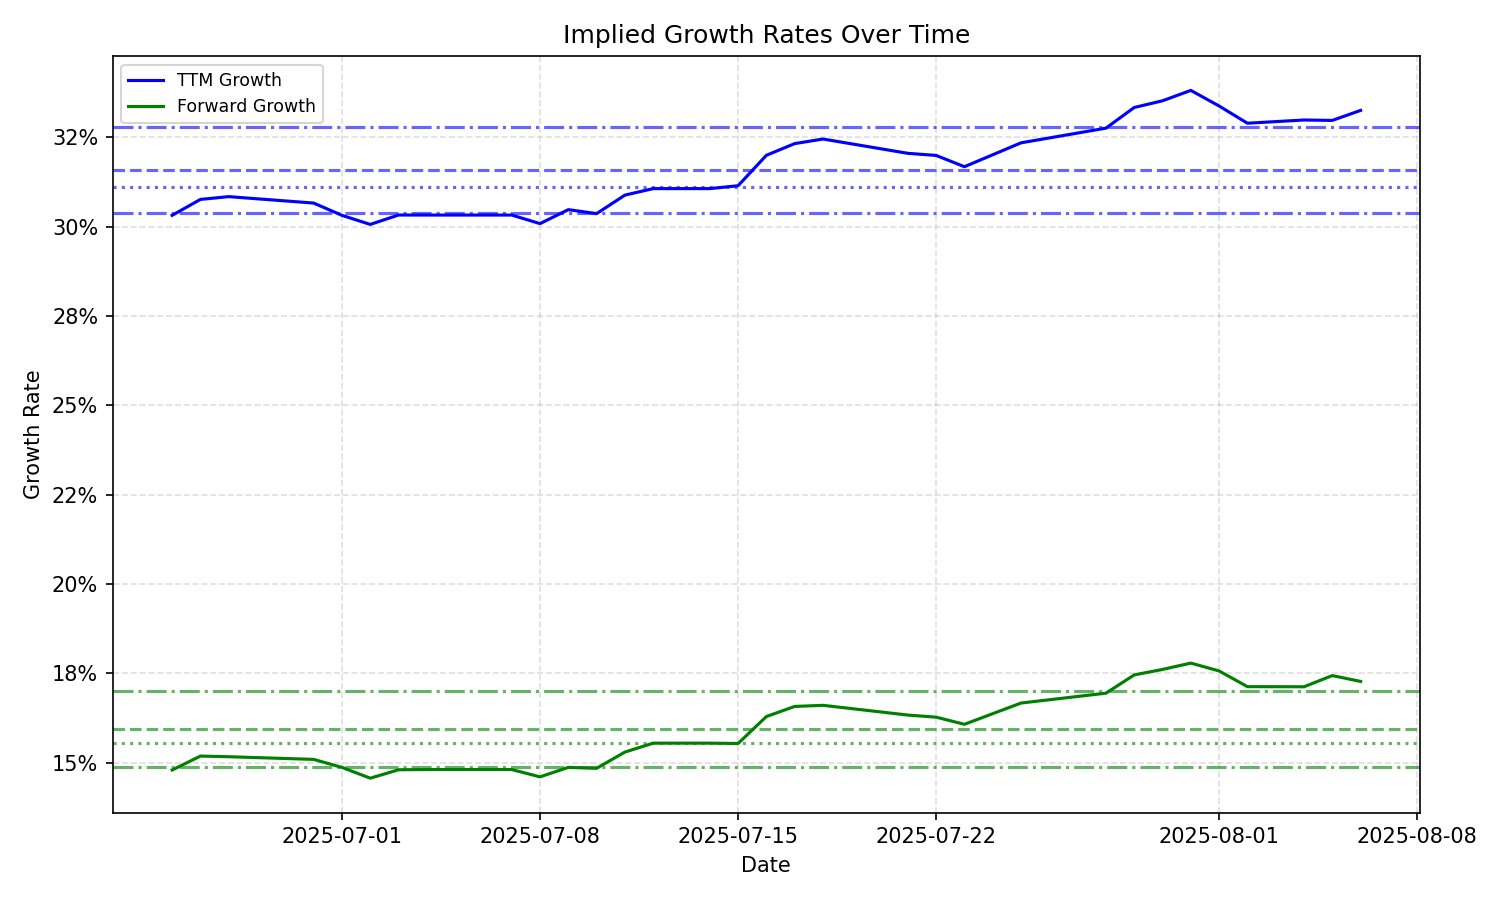 Implied Growth Rates Over Time
TTM Growth
Forward Growth
32%
30%
28%
25%
22%
20%
18%
15%
Growth Rate
2025-07-01
2025-07-08
2025-07-15
2025-07-22
2025-08-01
2025-08-08
Date